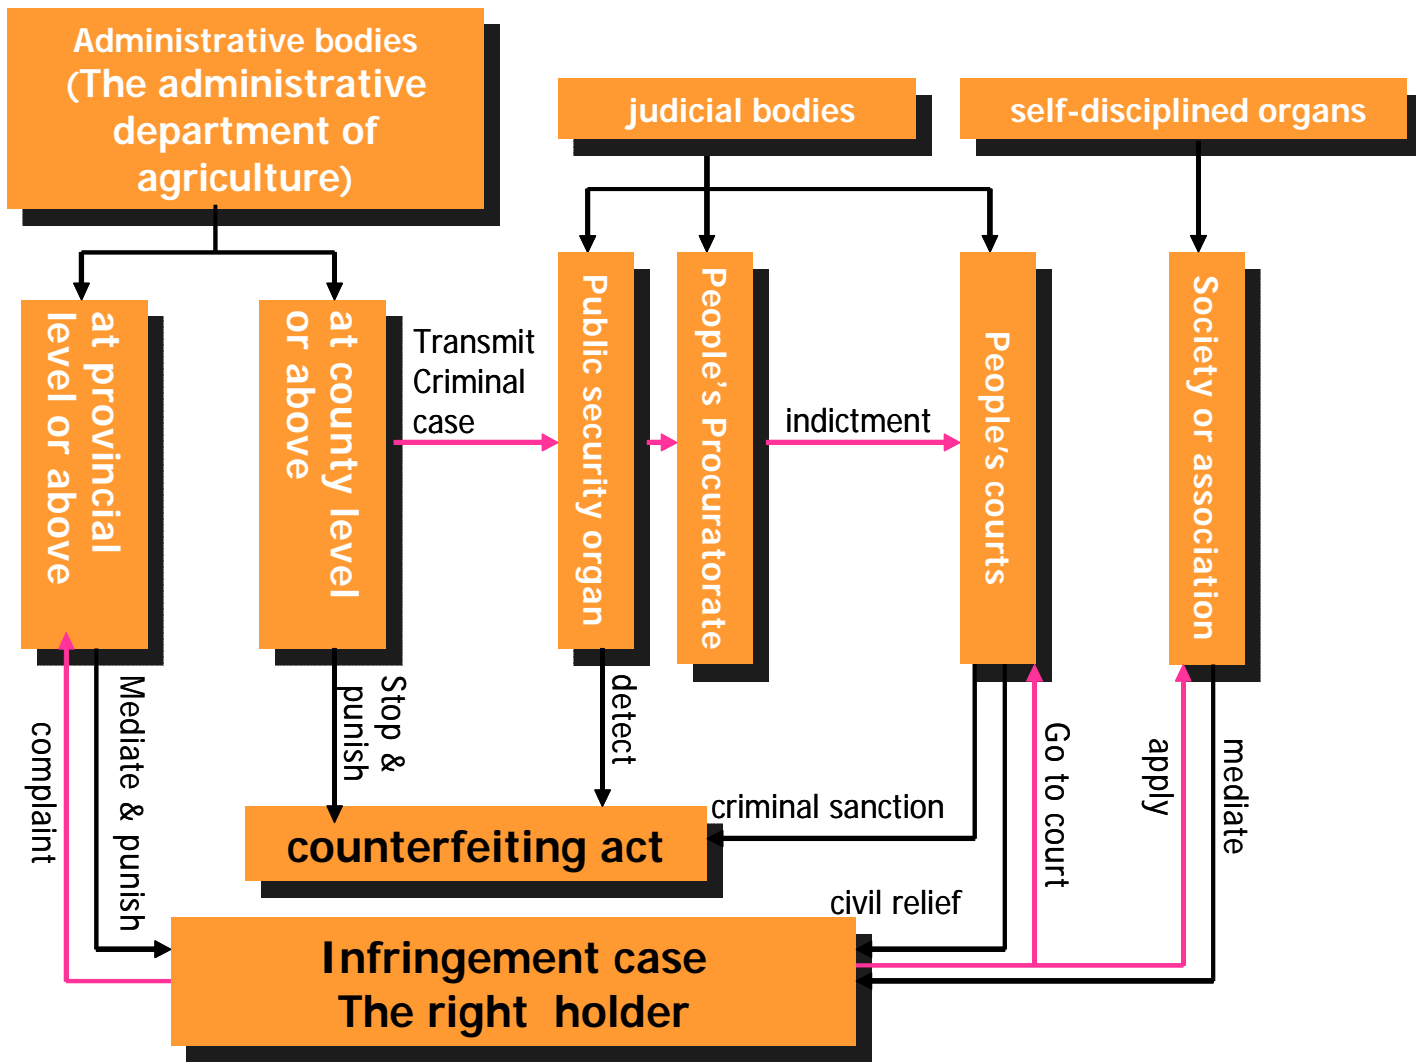 Administrative bodies
(The administrative
department of
agriculture)
judicial bodies
self-disciplined organs
at provincial
level or above
at county level
or above
Transmit
Criminal
case
Public security organ
People's Procuratorate
indictment
People's courts
Society or association
complaint
Mediate & punish
Stop &
punish
detect
criminal sanction
Go to court
apply
mediate
counterfeiting act
civil relief
Infringement case
The right holder